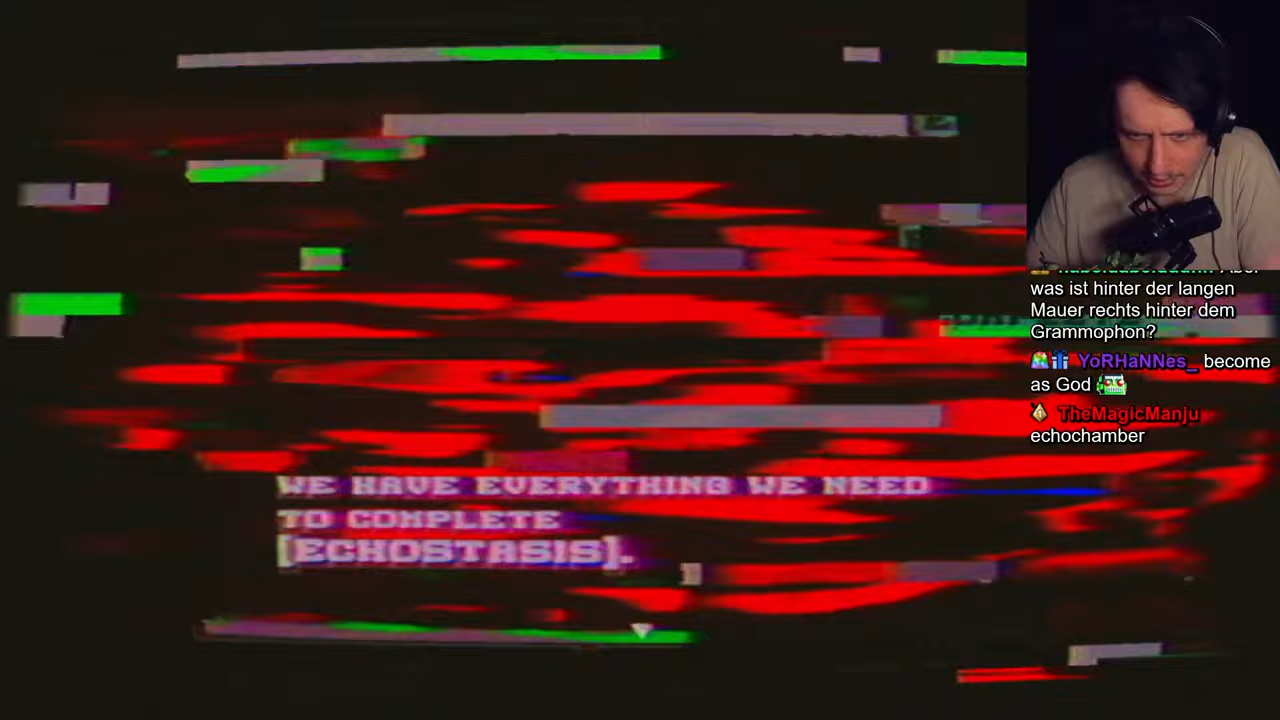 WE HAVE EVERYTHING WE NEED
TO COMPLETE
[ECHOSTASIS].
was ist hinter der langen
Mauer rechts hinter dem
Grammophon?
YoRHaNNes_ become
as God
TheMagicManju
echochamber